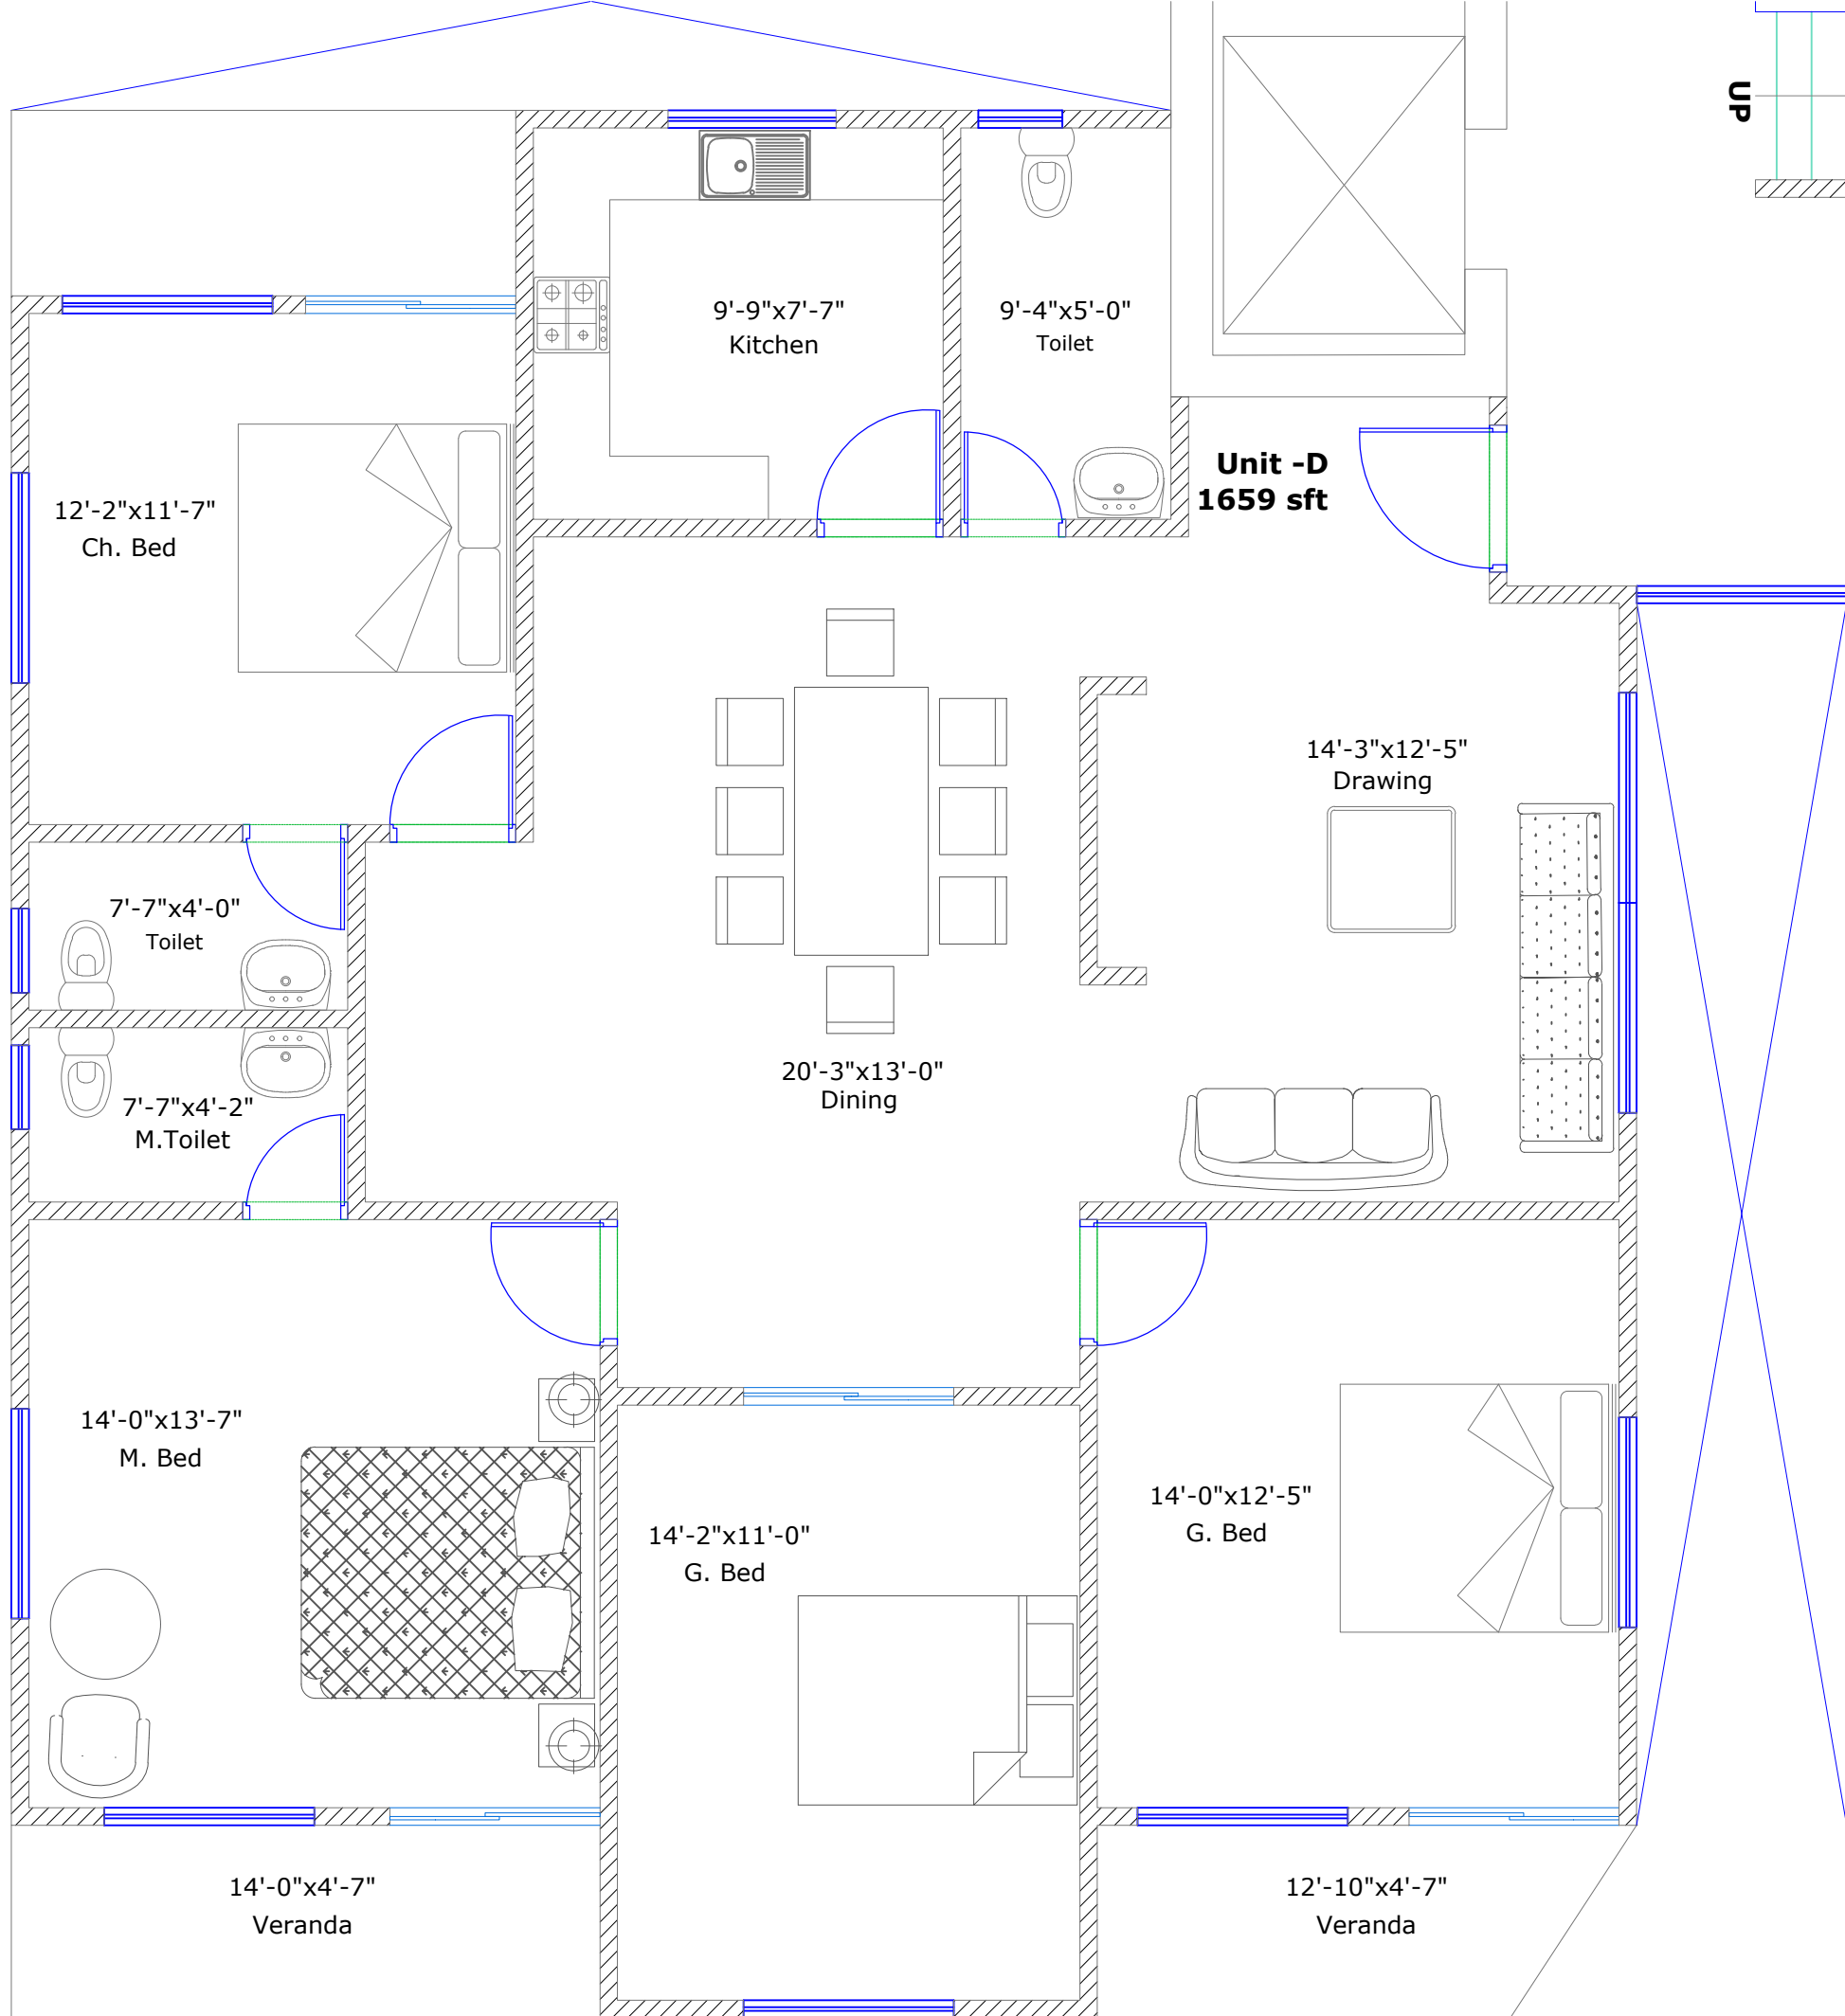 UP
9'-9"x7'-7"
Kitchen
9'-4"x5'-0"
Toilet
Unit -D
1659 sft
12'-2"x11'-7"
Ch. Bed
14'-3"x12'-5"
Drawing
7'-7"x4'-0"
Toilet
20'-3"x13'-0"
Dining
7'-7"x4'-2"
M.Toilet
14'-0"x13'-7"
M. Bed
14'-2"x11'-0"
G. Bed
14'-0"x12'-5"
G. Bed
14'-0"x4'-7"
Veranda
12'-10"x4'-7"
Veranda